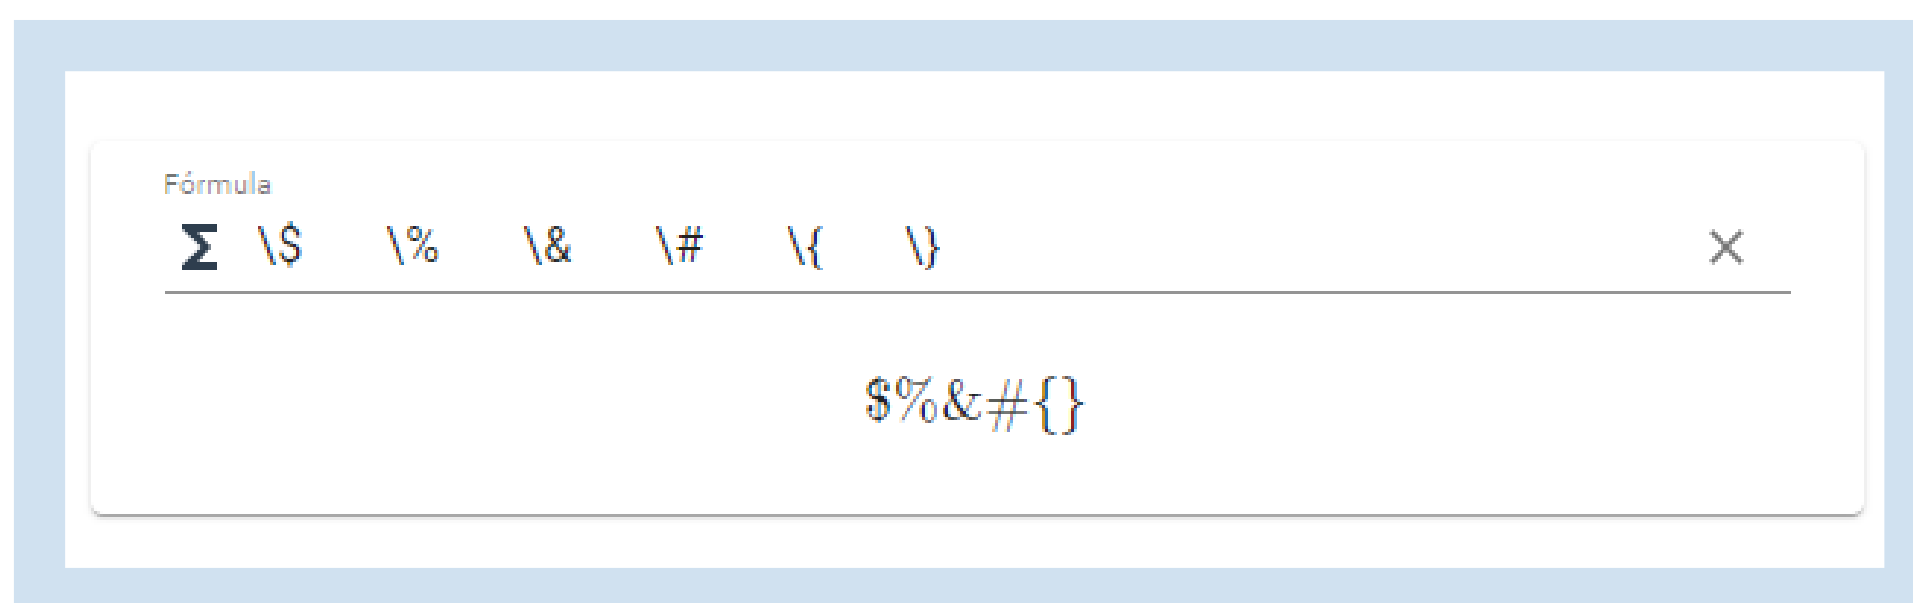 Fórmula
Σ \$ \% \& \# \{ \} ×
$%&#{}